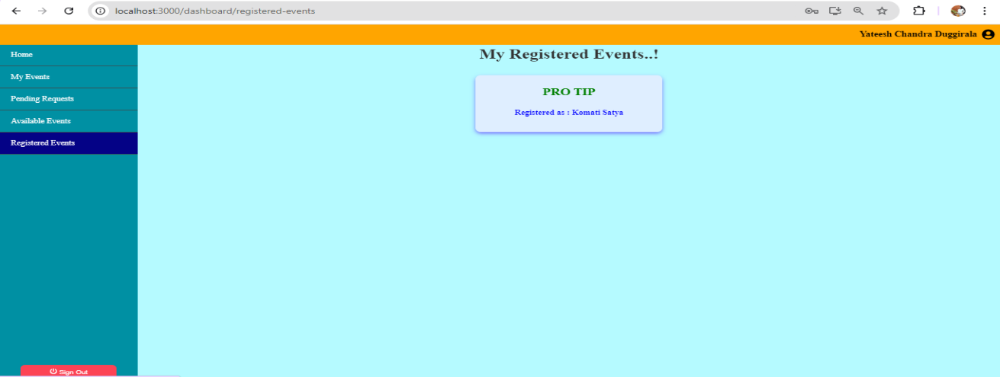 localhost:3000/dashboard/registered-events
Yateesh Chandra Duggirala
Home
My Events
Pending Requests
Available Events
Registered Events
Sign Out
My Registered Events..!
PRO TIP
Registered as : Komati Satya